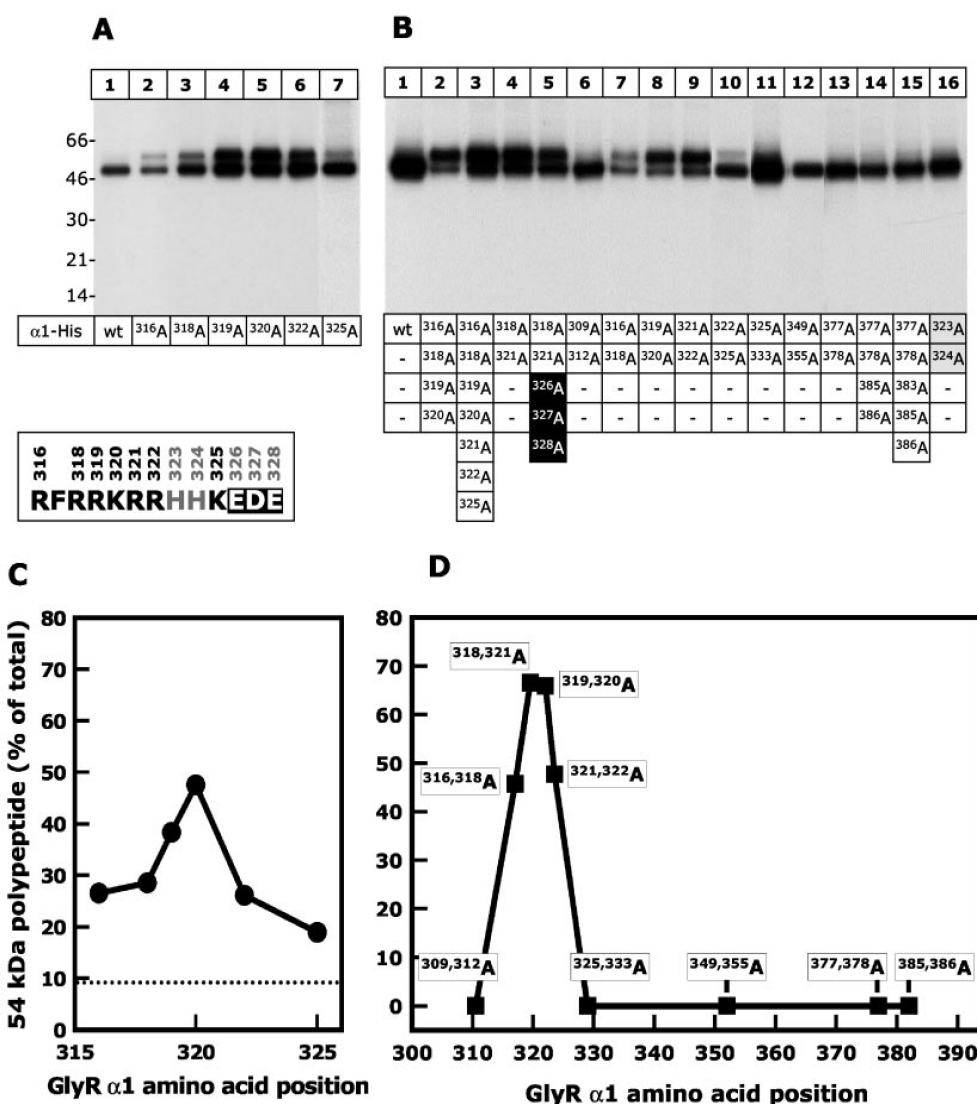 A
B
1 2 3 4 5 6 7
1 2 3 4 5 6 7 8 9 10 11 12 13 14 15 16
66-
46-
30-
21-
14-
α1-His wt 316A 318A 319A 320A 322A 325A
wt 316A 316A 318A 318A 309A 316A 319A 321A 322A 325A 349A 377A 377A 377A 323A
- 318A 318A 321A 321A 312A 318A 320A 322A 325A 333A 355A 378A 378A 378A 324A
- 319A 319A - 326A - - - - - - - - 385A 383A -
- 320A 320A - 327A - - - - - - - - 386A 385A -
321A 328A 386A
322A
325A
316 318 319 320 321 322 323 324 325 326 327 328
RFRRKRRHHKEDE
C
D
54 kDa polypeptide (% of total)
80
70
60
50
40
30
20
10
0
315 320 325
GlyR α1 amino acid position
80
70
60
50
40
30
20
10
0
318,321A
319,320A
316,318A
321,322A
309,312A
325,333A
349,355A
377,378A
385,386A
300 310 320 330 340 350 360 370 380 390
GlyR α1 amino acid position